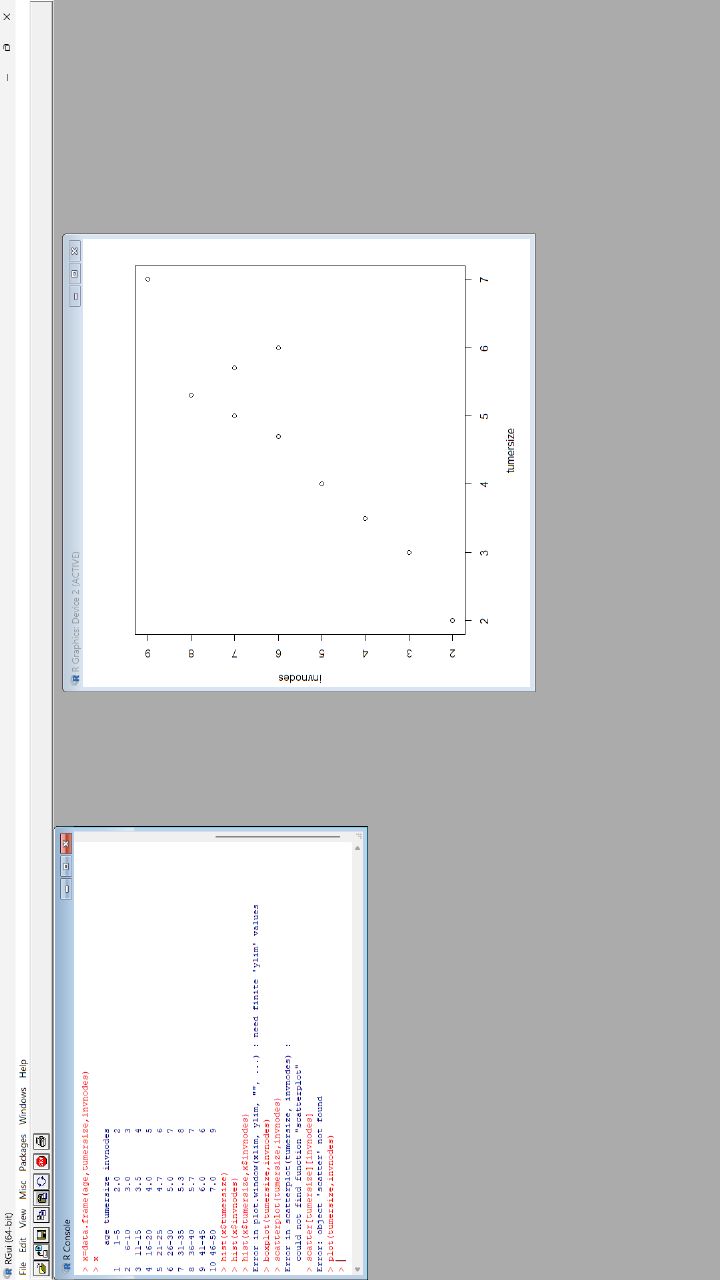 RGui (64-bit)
File Edit View Misc Packages Windows Help
R Console
> x=data.frame(age,tumersize,invnodes)
> x
age tumersize invnodes
1 1-5 2.0 2
2 6-10 3.0 3
3 11-15 3.5 4
4 16-20 4.0 5
5 21-25 4.7 6
6 26-30 5.0 7
7 31-35 5.3 8
8 36-40 5.7 7
9 41-45 6.0 6
10 46-50 7.0 9
> hist(x$tumersize)
> hist(x$invnodes)
> hist(x$tumersize,x$invnodes)
Error in plot.window(xlim, ylim, "", ...) : need finite 'ylim' values
> boxplot(tumersize,invnodes)
> scatterplot(tumersize,invnodes)
Error in scatterplot(tumersize, invnodes) :
could not find function "scatterplot"
> scatter[tumersize][invnodes]
Error: object 'scatter' not found
> plot(tumersize,invnodes)
>
R Graphics: Device 2 (ACTIVE)
9
8
7
6
5
4
3
2
invnodes
2 3 4 5 6 7
tumersize